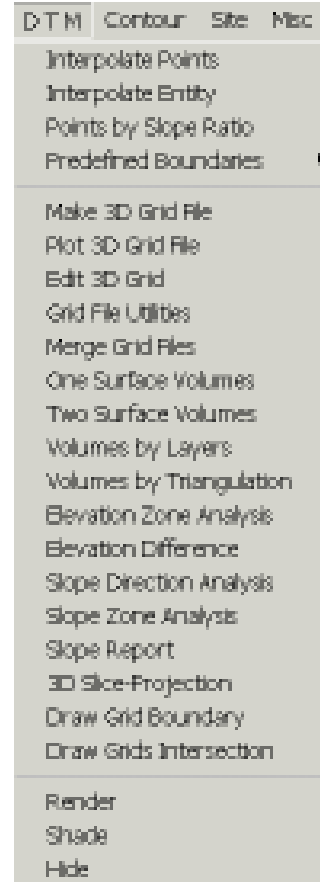 DTM Contour Site Misc
Interpolate Points
Interpolate Entity
Points by Slope Ratio
Predefined Boundaries
Make 3D Grid File
Plot 3D Grid File
Edit 3D Grid
Grid File Utilities
Merge Grid Files
One Surface Volumes
Two Surface Volumes
Volumes by Layers
Volumes by Triangulation
Elevation Zone Analysis
Elevation Difference
Slope Direction Analysis
Slope Zone Analysis
Slope Report
3D Slice-Projection
Draw Grid Boundary
Draw Grids Intersection
Render
Shade
Hide